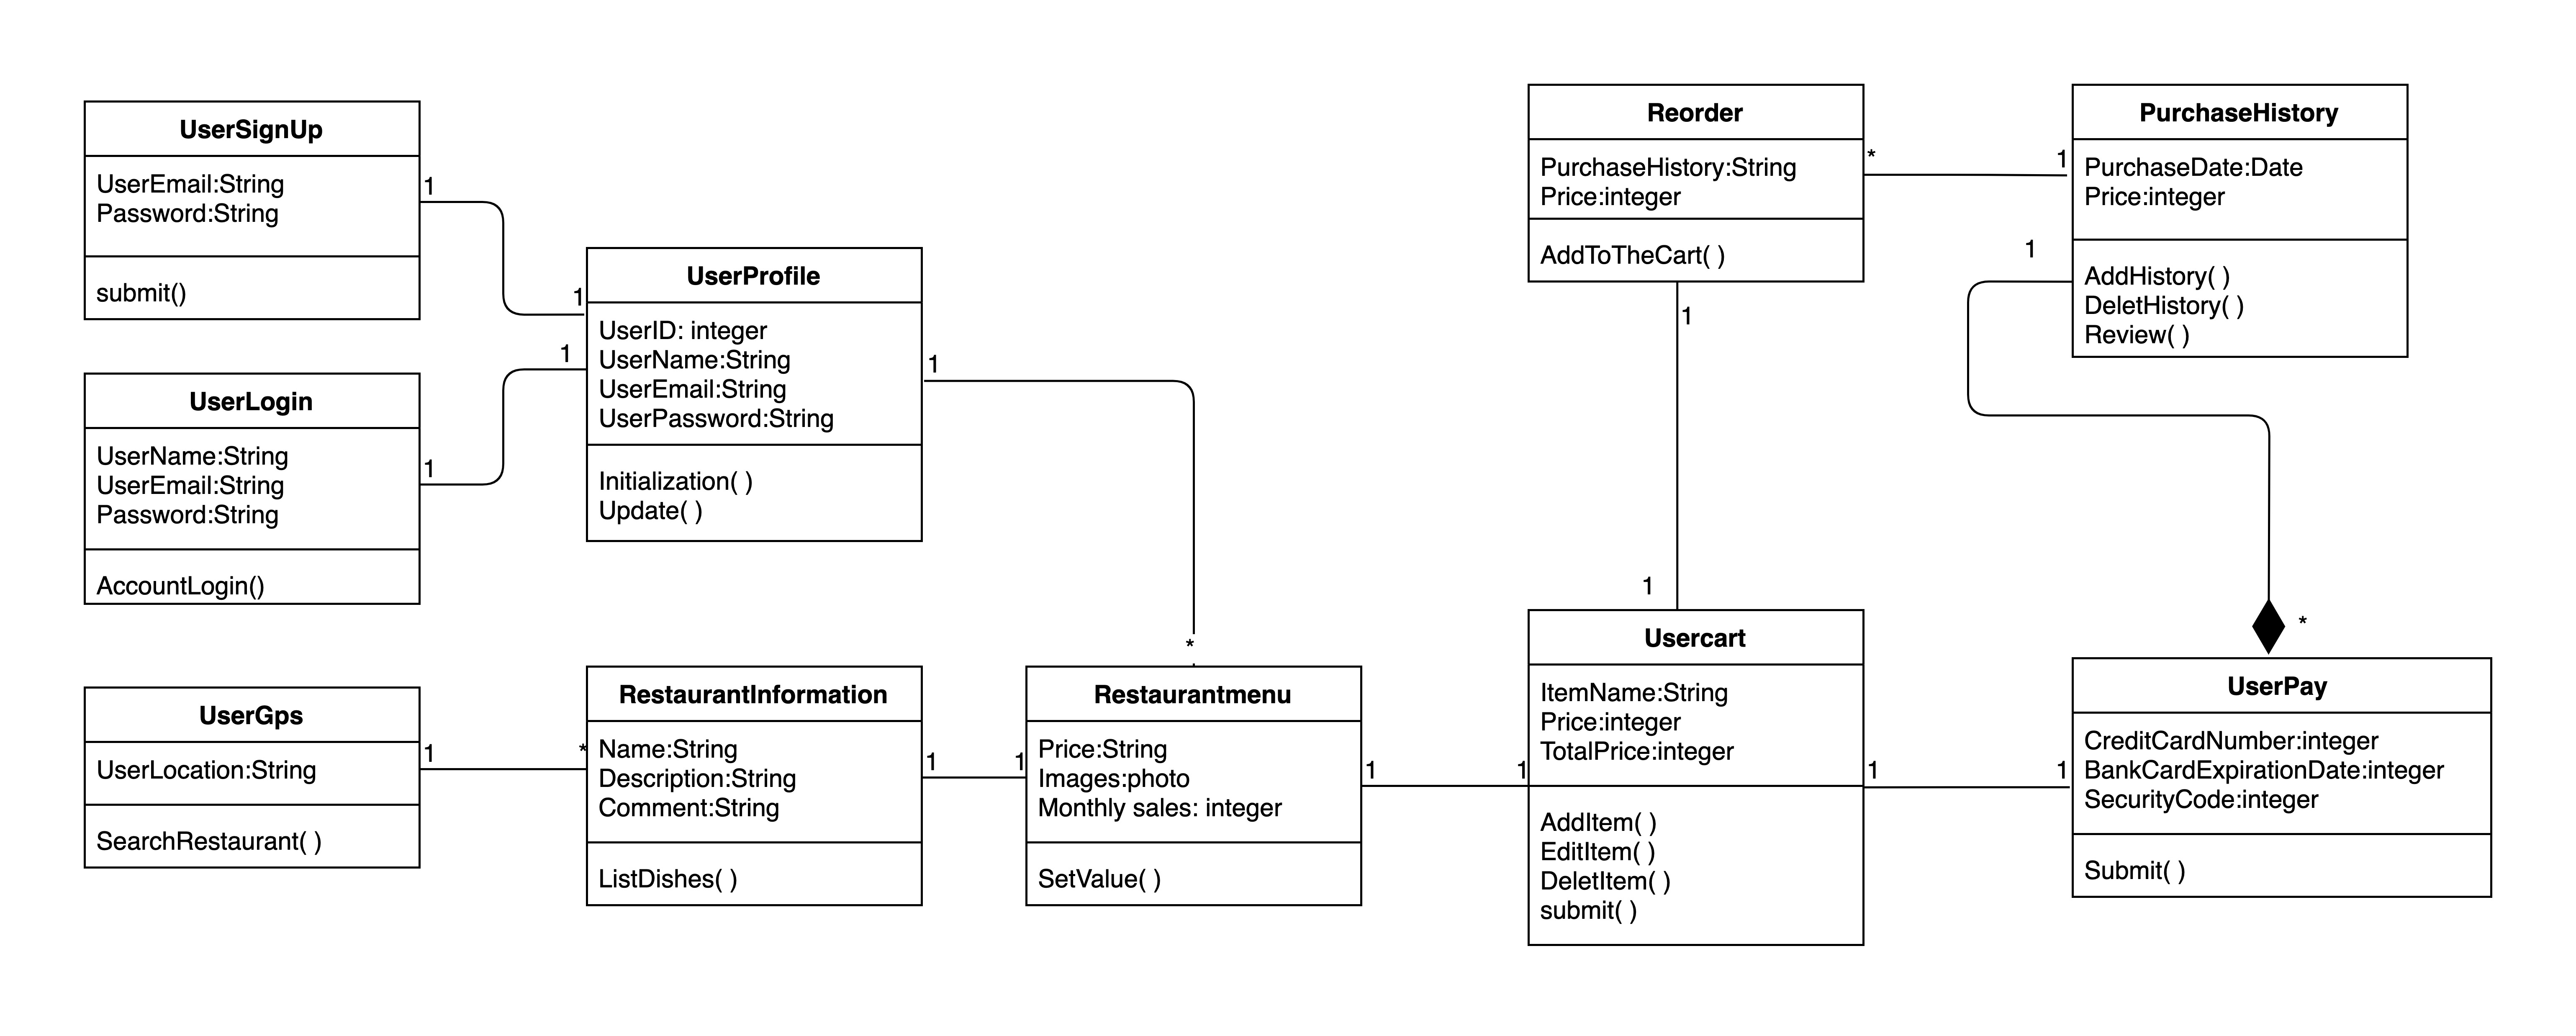 UserSignUp
UserEmail:String
Password:String
submit()
1
1
UserLogin
UserName:String
UserEmail:String
Password:String
AccountLogin()
1
1
UserProfile
UserID: integer
UserName:String
UserEmail:String
UserPassword:String
Initialization( )
Update( )
1
*
UserGps
UserLocation:String
SearchRestaurant( )
1
*
RestaurantInformation
Name:String
Description:String
Comment:String
ListDishes( )
1
1
Restaurantmenu
Price:String
Images:photo
Monthly sales: integer
SetValue( )
1
1
Reorder
PurchaseHistory:String
Price:integer
AddToTheCart( )
*
1
1
1
PurchaseHistory
PurchaseDate:Date
Price:integer
AddHistory( )
DeletHistory( )
Review( )
1
*
Usercart
ItemName:String
Price:integer
TotalPrice:integer
AddItem( )
EditItem( )
DeletItem( )
submit( )
1
1
UserPay
CreditCardNumber:integer
BankCardExpirationDate:integer
SecurityCode:integer
Submit( )